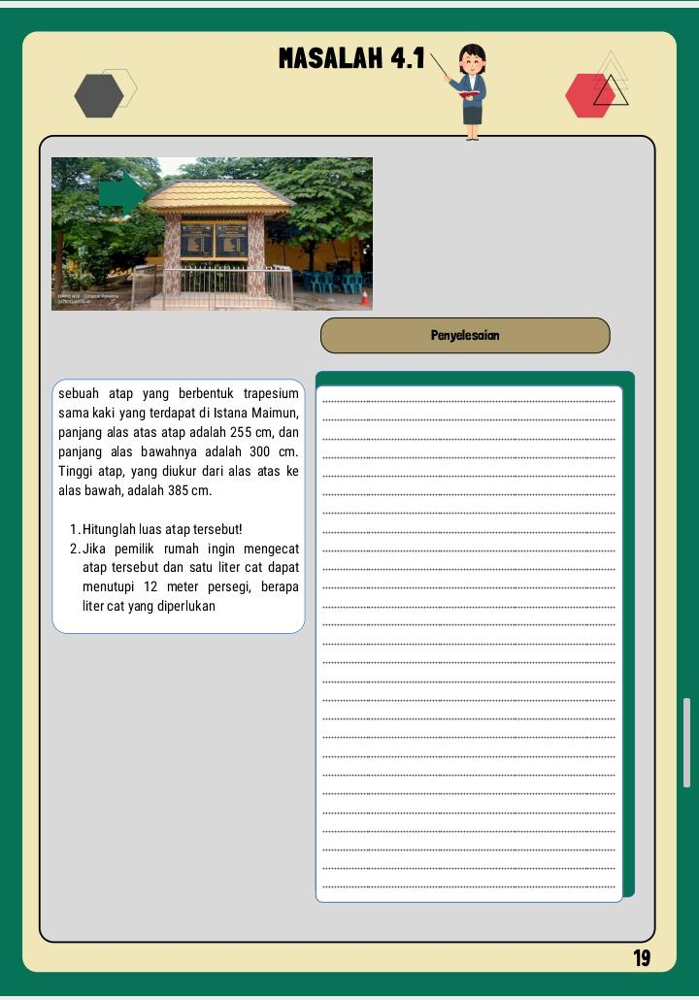 MASALAH 4.1
Penyelesaian
sebuah atap yang berbentuk trapesium
sama kaki yang terdapat di Istana Maimun,
panjang alas atas atap adalah 255 cm, dan
panjang alas bawahnya adalah 300 cm.
Tinggi atap, yang diukur dari alas atas ke
alas bawah, adalah 385 cm.
1. Hitunglah luas atap tersebut!
2. Jika pemilik rumah ingin mengecat
atap tersebut dan satu liter cat dapat
menutupi 12 meter persegi, berapa
liter cat yang diperlukan
19